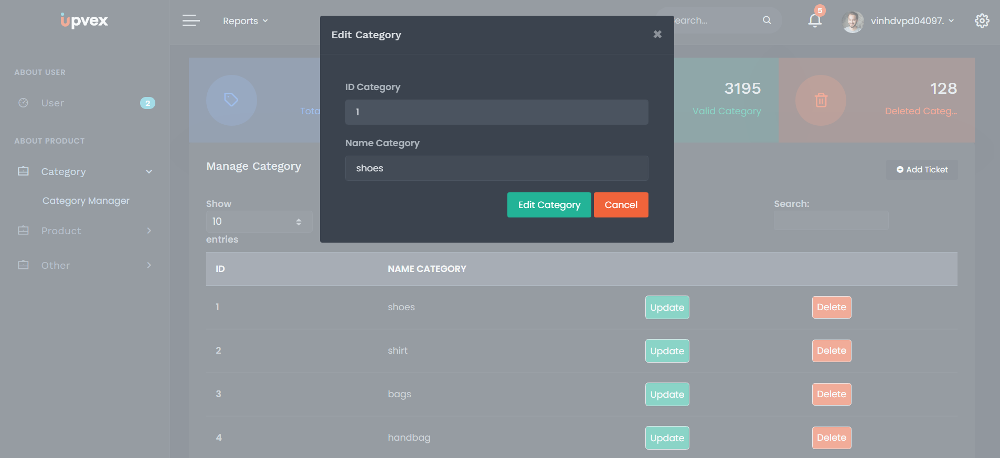 upvex
Reports
earch...
5
vinhdvpd04097.
ABOUT USER
User
2
ABOUT PRODUCT
Category
Category Manager
Product
Other
3195
Valid Category
128
Deleted Categ...
Manage Category
Add Ticket
Show
10
entries
Search:
Edit Category
ID Category
1
Name Category
shoes
Edit Category Cancel
ID NAME CATEGORY
1 shoes Update Delete
2 shirt Update Delete
3 bags Update Delete
4 handbag Update Delete